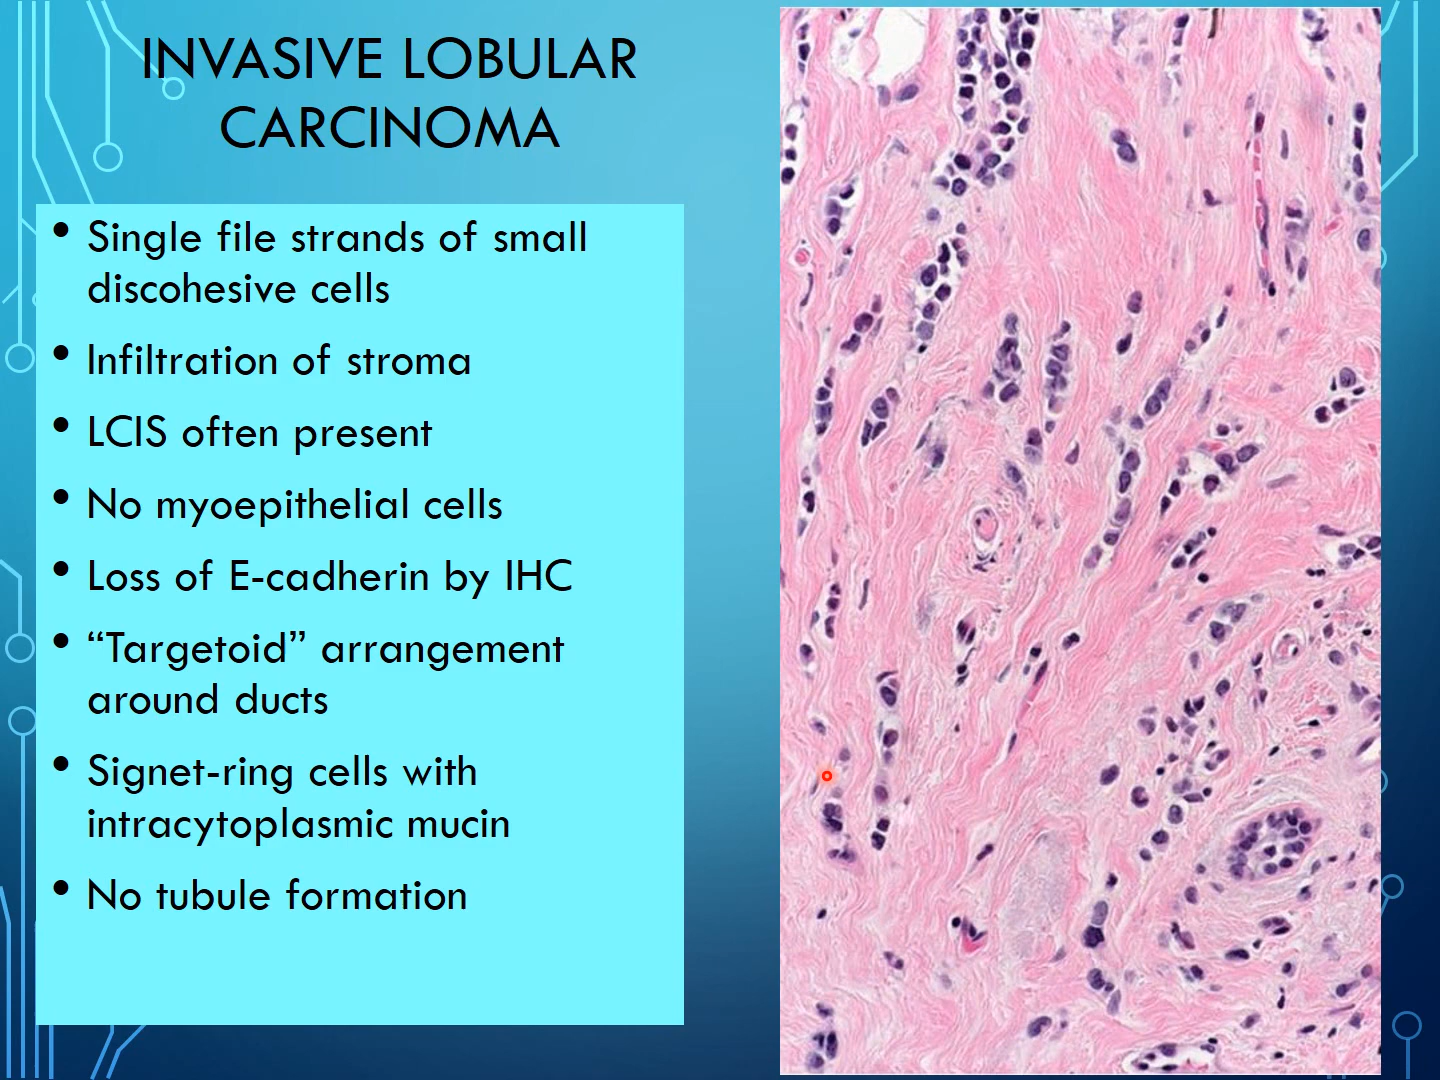 INVASIVE LOBULAR
CARCINOMA
• Single file strands of small
discohesive cells
• Infiltration of stroma
• LCIS often present
• No myoepithelial cells
• Loss of E-cadherin by IHC
• “Targetoid” arrangement
around ducts
• Signet-ring cells with
intracytoplasmic mucin
• No tubule formation